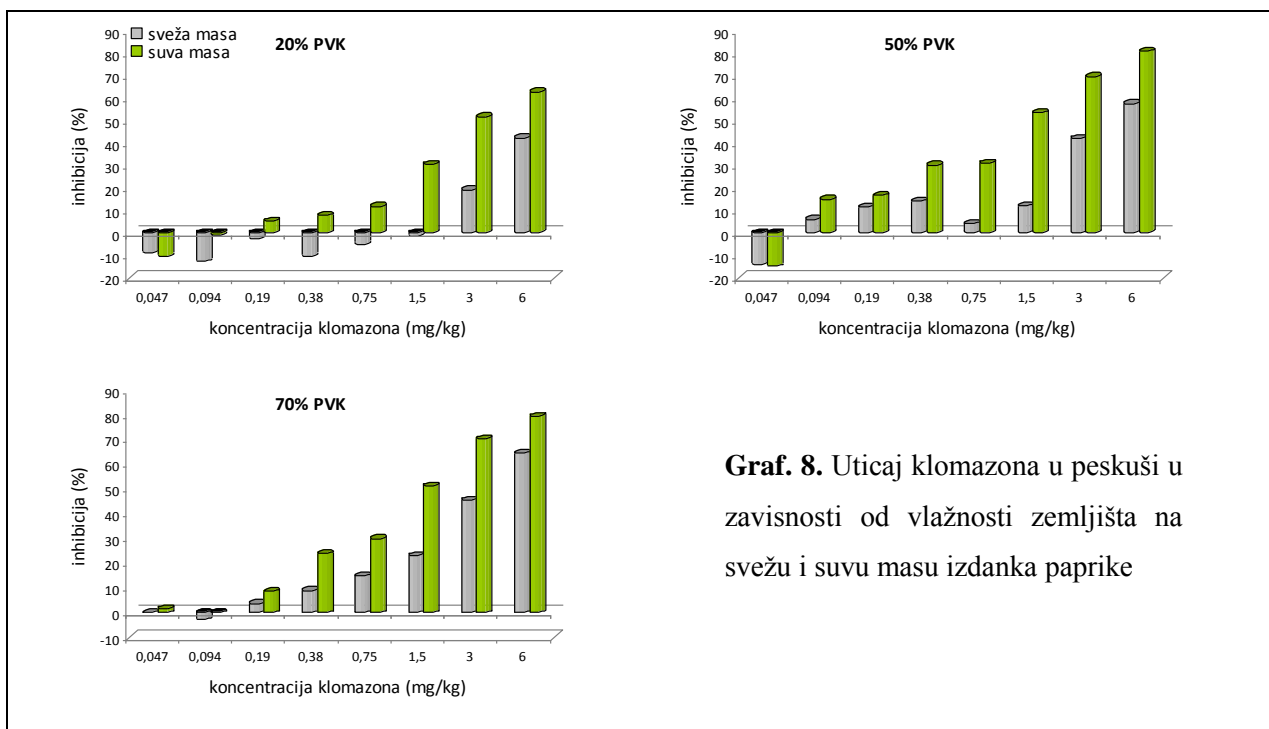 sveža masa
suva masa
20% PVK
90
80
70
60
50
40
30
20
10
0
-10
-20
inhibicija (%)
0,047 0,094 0,19 0,38 0,75 1,5 3 6
koncentracija klomazona (mg/kg)
50% PVK
90
80
70
60
50
40
30
20
10
0
-10
-20
inhibicija (%)
0,047 0,094 0,19 0,38 0,75 1,5 3 6
koncentracija klomazona (mg/kg)
70% PVK
90
80
70
60
50
40
30
20
10
0
-10
inhibicija (%)
0,047 0,094 0,19 0,38 0,75 1,5 3 6
koncentracija klomazona (mg/kg)
Graf. 8. Uticaj klomazona u peskuši u
zavisnosti od vlažnosti zemljišta na
svežu i suvu masu izdanka paprike